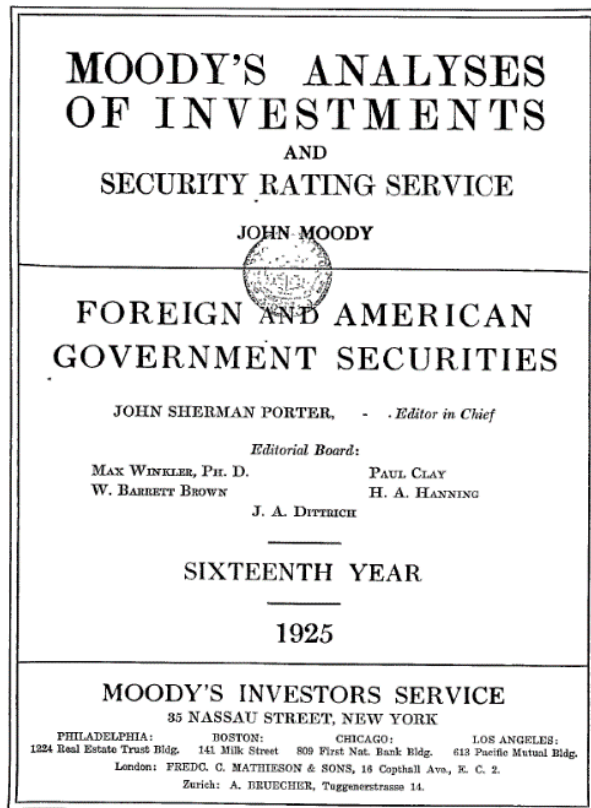 MOODY'S ANALYSES
OF INVESTMENTS
AND
SECURITY RATING SERVICE
JOHN MOODY
FOREIGN AND AMERICAN
GOVERNMENT SECURITIES
JOHN SHERMAN PORTER, - . Editor in Chief
Editorial Board:
MAX WINKLER, PH. D. PAUL CLAY
W. BARRETT BROWN H. A. HANNING
J. A. DITTRICH
SIXTEENTH YEAR
1925
MOODY'S INVESTORS SERVICE
35 NASSAU STREET, NEW YORK
PHILADELPHIA: BOSTON: CHICAGO: LOS ANGELES:
1224 Real Estate Trust Bldg. 141 Milk Street 809 First Nat. Bank Bldg. 613 Pacific Mutual Bldg.
London: FREDC. C. MATHIESON & SONS, 16 Copthall Ave., E. C. 2.
Zurich: A. BRUECHER, Tuggenerstrasse 14.